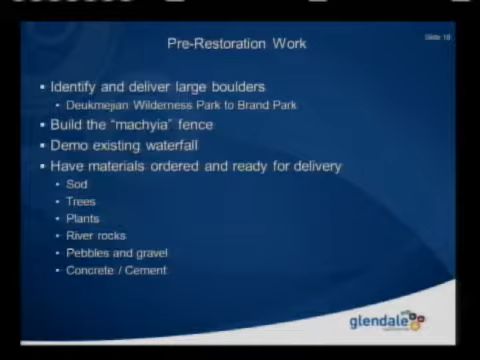 Slide 18
Pre-Restoration Work
Identify and deliver large boulders
Deukmejian Wilderness Park to Brand Park
Build the "machyia" fence
Demo existing waterfall
Have materials ordered and ready for delivery
Sod
Trees
Plants
River rocks
Pebbles and gravel
Concrete / Cement
glendale